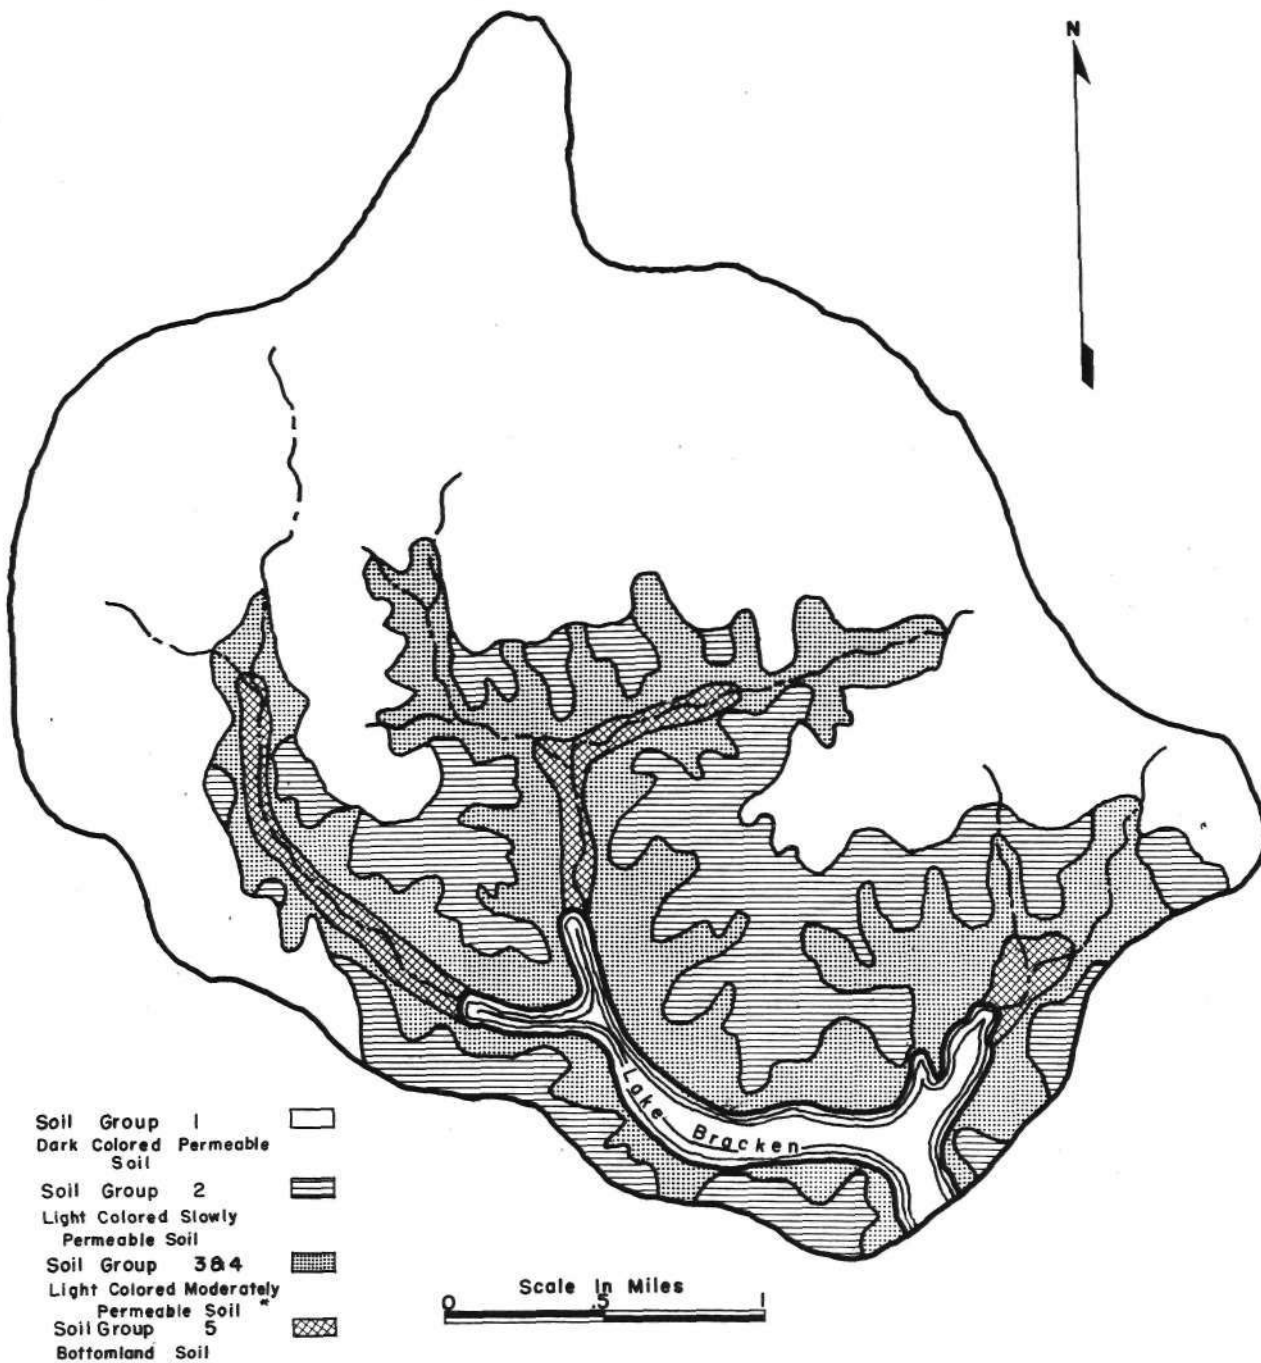 N
Lake Bracken
Soil Group 1
Dark Colored Permeable
Soil
Soil Group 2
Light Colored Slowly
Permeable Soil
Soil Group 3&4
Light Colored Moderately
Permeable Soil *
Soil Group 5
Bottomland Soil
Scale In Miles
0 .5 1